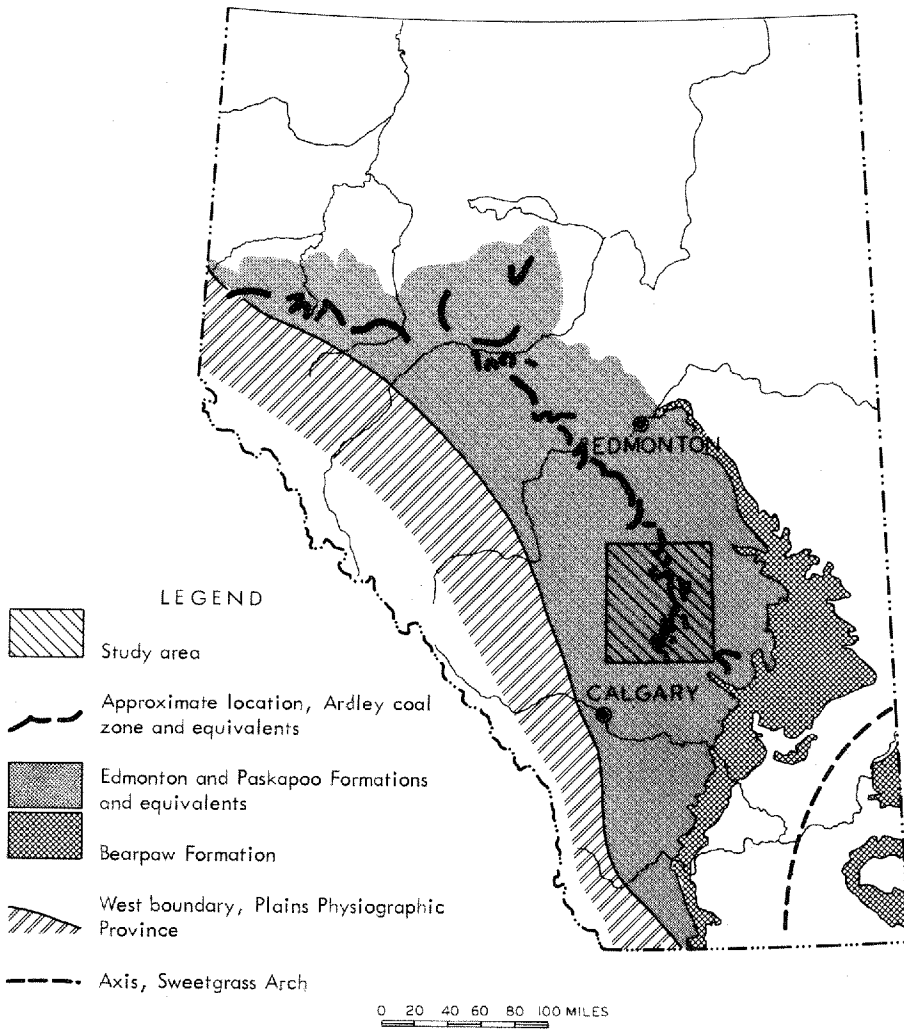 EDMONTON
CALGARY
LEGEND
Study area
Approximate location, Ardley coal
zone and equivalents
Edmonton and Paskapoo Formations
and equivalents
Bearpaw Formation
West boundary, Plains Physiographic
Province
Axis, Sweetgrass Arch
0 20 40 60 80 100 MILES